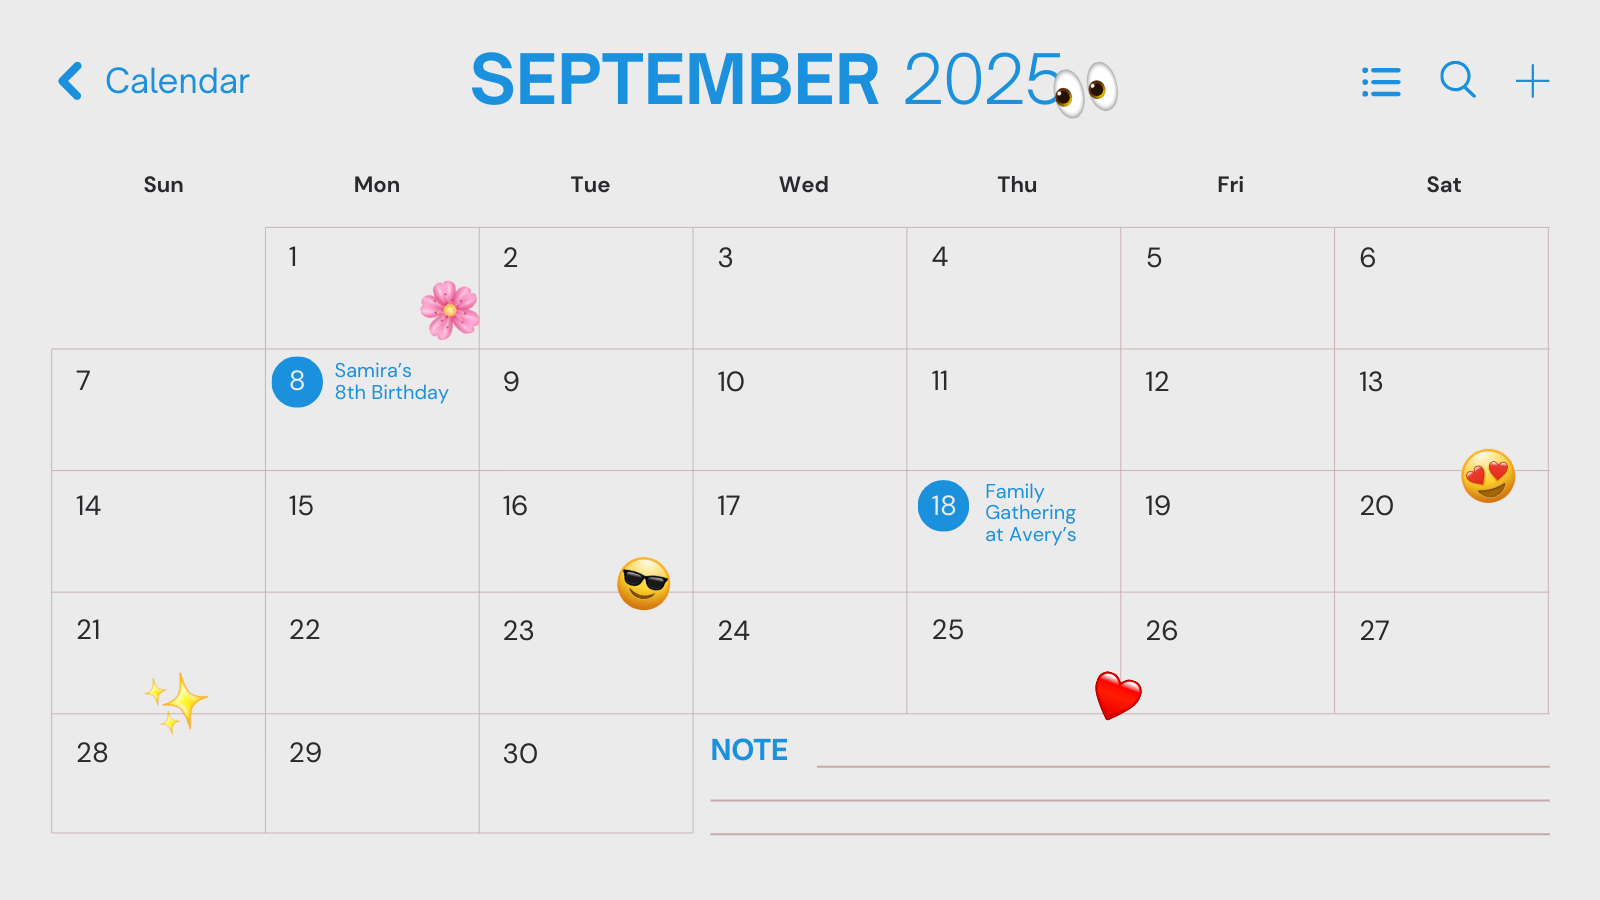 Calendar
SEPTEMBER 2025
Sun Mon Tue Wed Thu Fri Sat
1 2 3 4 5 6
7 8 Samira’s 9 10 11 12 13
8th Birthday
14 15 16 17 18 Family 19 20
Gathering
at Avery’s
21 22 23 24 25 26 27
28 29 30
NOTE